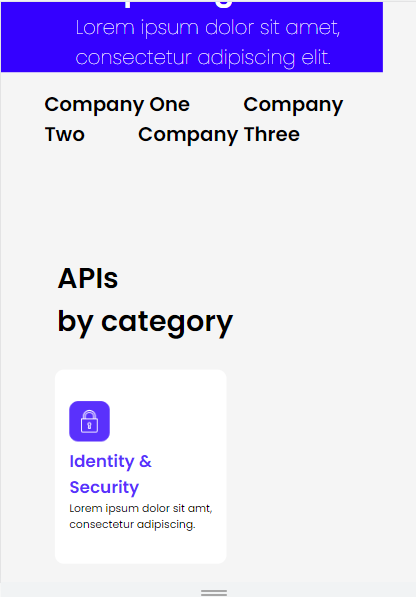 Lorem ipsum dolor sit amet,
consectetur adipiscing elit.
Company One Company
Two Company Three
APIs
by category
Identity &
Security
Lorem ipsum dolor sit amt,
consectetur adipiscing.